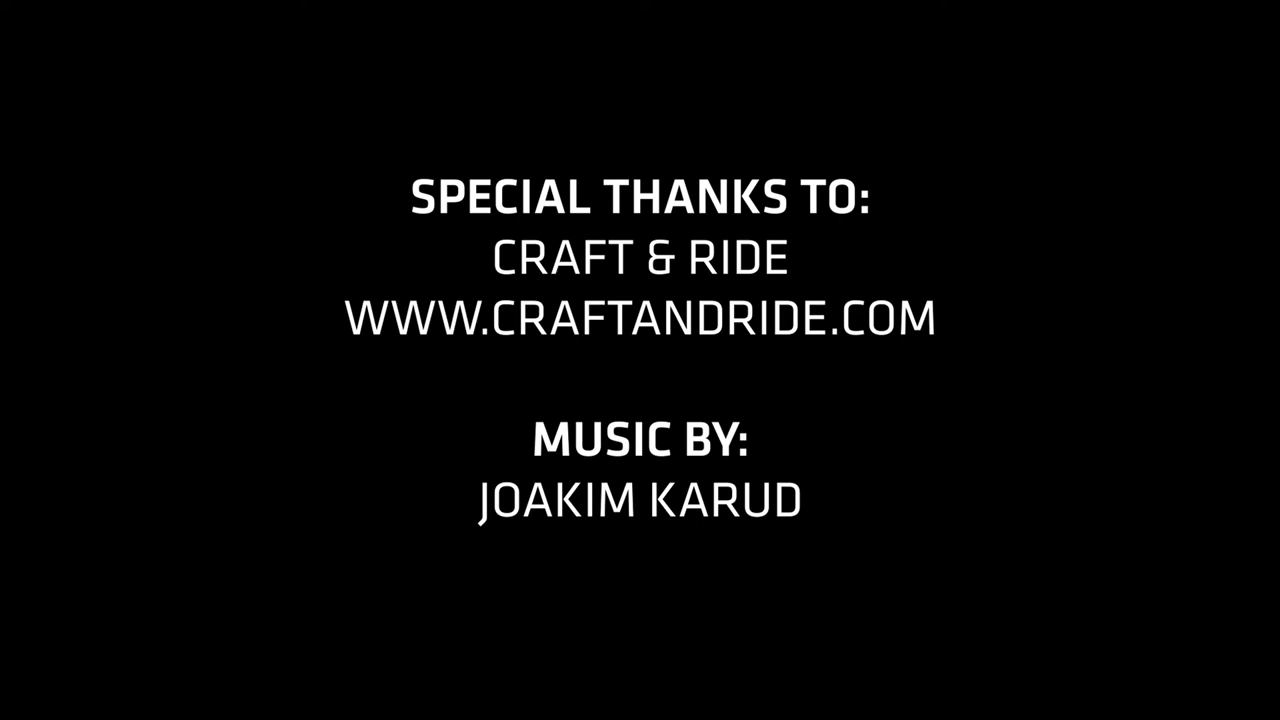 SPECIAL THANKS TO:
CRAFT & RIDE
WWW.CRAFTANDRIDE.COM
MUSIC BY:
JOAKIM KARUD